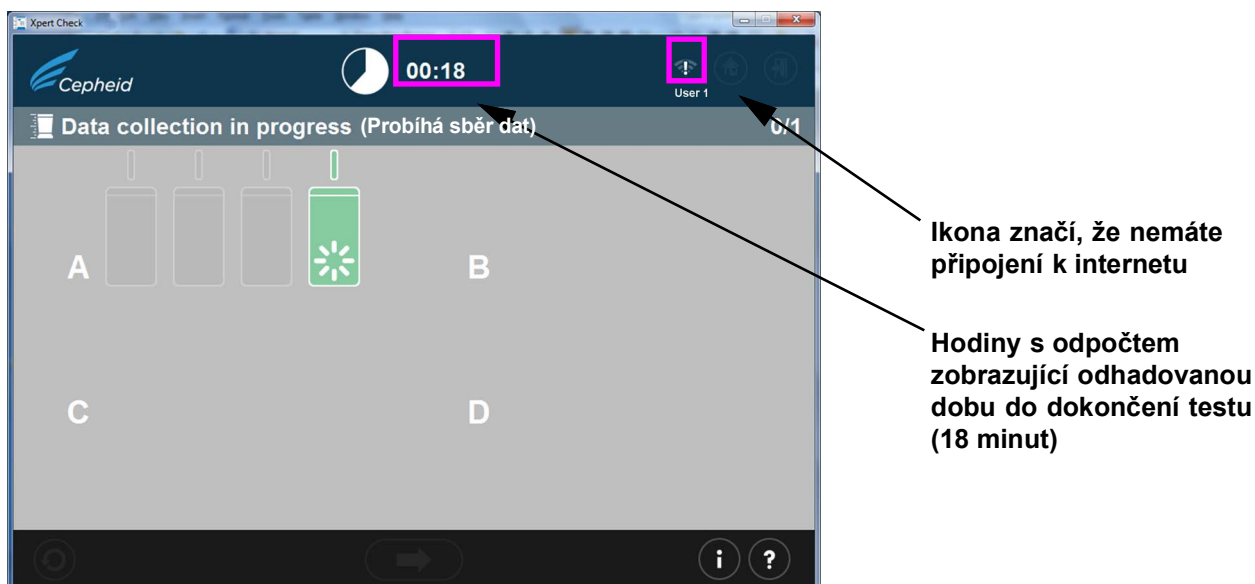 Xpert Check
Cepheid
00:18
User 1
Data collection in progress (Probíhá sběr dat)
0/1
A
B
C
D
Ikona značí, že nemáte
připojení k internetu
Hodiny s odpočtem
zobrazující odhadovanou
dobu do dokončení testu
(18 minut)
i
?